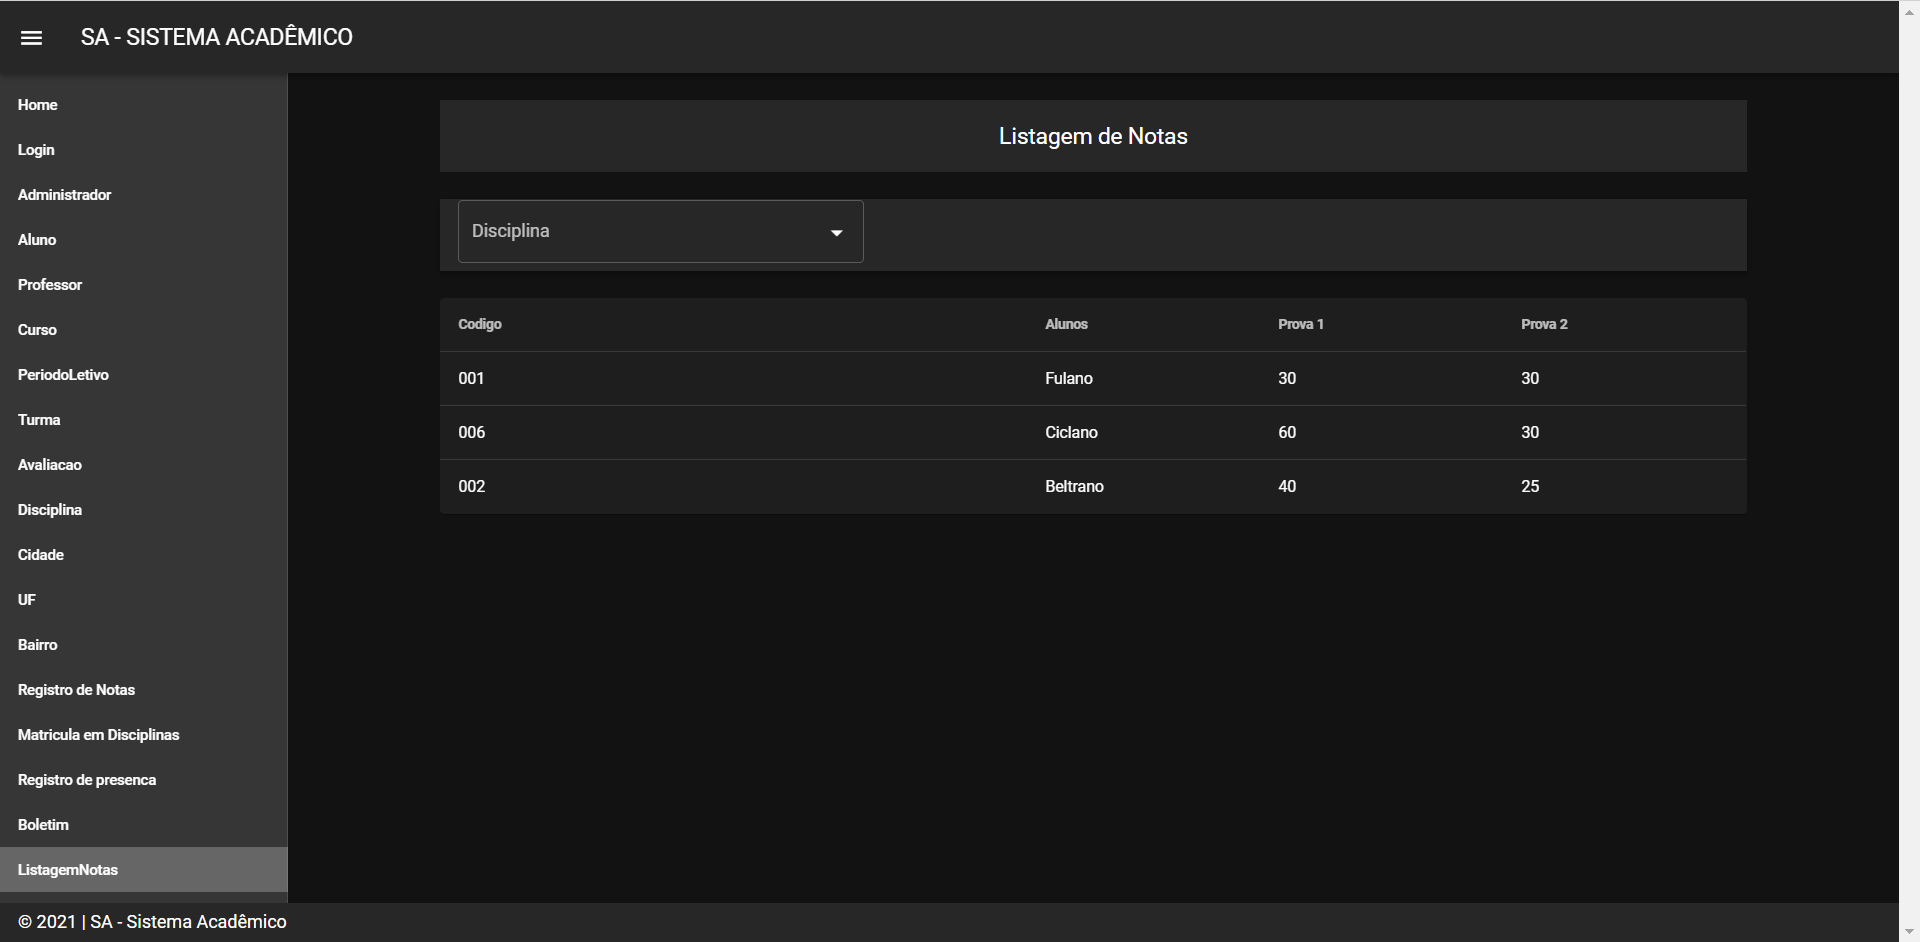 SA - SISTEMA ACADÊMICO
Home
Login
Administrador
Aluno
Professor
Curso
PeriodoLetivo
Turma
Avaliacao
Disciplina
Cidade
UF
Bairro
Registro de Notas
Matricula em Disciplinas
Registro de presenca
Boletim
ListagemNotas
Listagem de Notas
Disciplina
Codigo Alunos Prova 1 Prova 2
001 Fulano 30 30
006 Ciclano 60 30
002 Beltrano 40 25
© 2021 | SA - Sistema Acadêmico